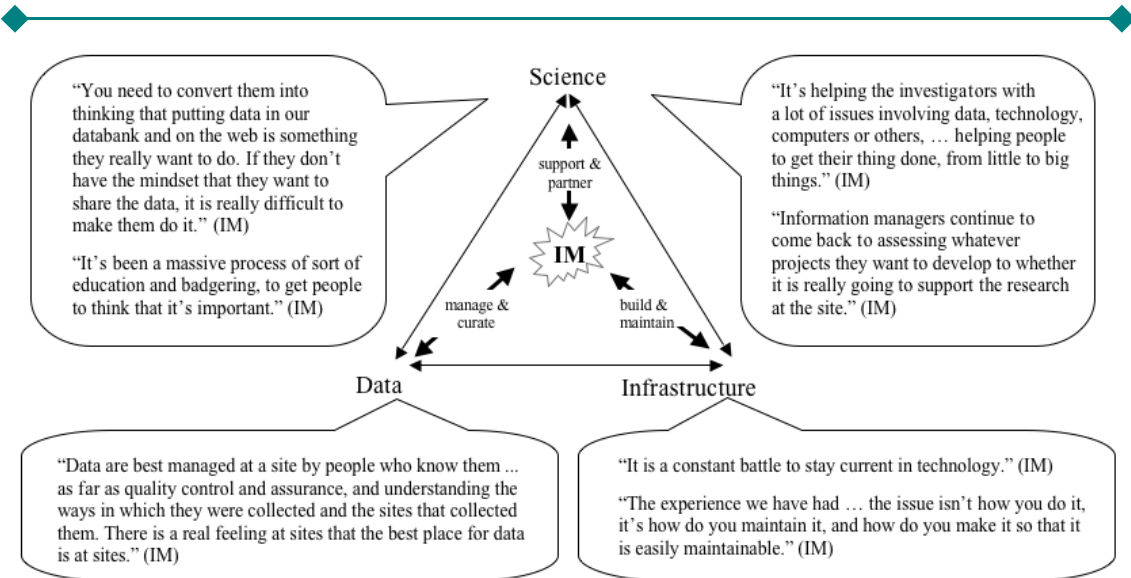 “You need to convert them into
thinking that putting data in our
databank and on the web is something
they really want to do. If they don’t
have the mindset that they want to
share the data, it is really difficult to
make them do it.” (IM)
“It’s been a massive process of sort of
education and badgering, to get people
to think that it’s important.” (IM)
Science
support &
partner
IM
manage &
curate
build &
maintain
Data
Infrastructure
“It’s helping the investigators with
a lot of issues involving data, technology,
computers or others, … helping people
to get their thing done, from little to big
things.” (IM)
“Information managers continue to
come back to assessing whatever
projects they want to develop to whether
it is really going to support the research
at the site.” (IM)
“Data are best managed at a site by people who know them ...
as far as quality control and assurance, and understanding the
ways in which they were collected and the sites that collected
them. There is a real feeling at sites that the best place for data
is at sites.” (IM)
“It is a constant battle to stay current in technology.” (IM)
“The experience we have had … the issue isn’t how you do it,
it’s how do you maintain it, and how do you make it so that it
is easily maintainable.” (IM)